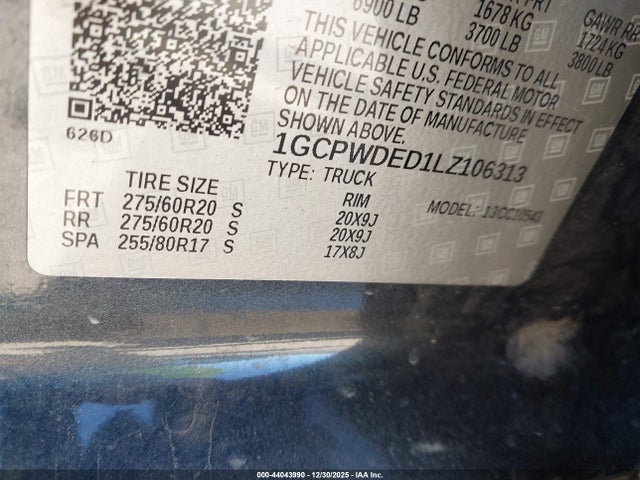 6900 LB
1678 KG
3700 LB
GAWR RR
1724 KG
3800 LB
THIS VEHICLE CONFORMS TO ALL
APPLICABLE U.S. FEDERAL MOTOR
VEHICLE SAFETY STANDARDS IN EFFECT
ON THE DATE OF MANUFACTURE
SHOWN ABOVE.
626D
1GCPWDED1LZ106313
TYPE: TRUCK
MODEL:
TIRE SIZE RIM
FRT 275/60R20 S 20X9J
RR 275/60R20 S 20X9J
SPA 255/80R17 S 17X8J
GM
000-44043990 - 12/30/2025 - IAA Inc.